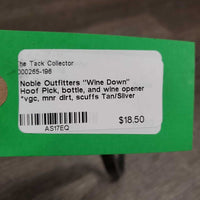 The Tack Collector
000265-196
Noble Outfitters "Wine Down"
Hoof Pick, bottle, and wine opener
*vgc, mnr dirt, scuffs Tan/Silver
$18.50
AS17EQ